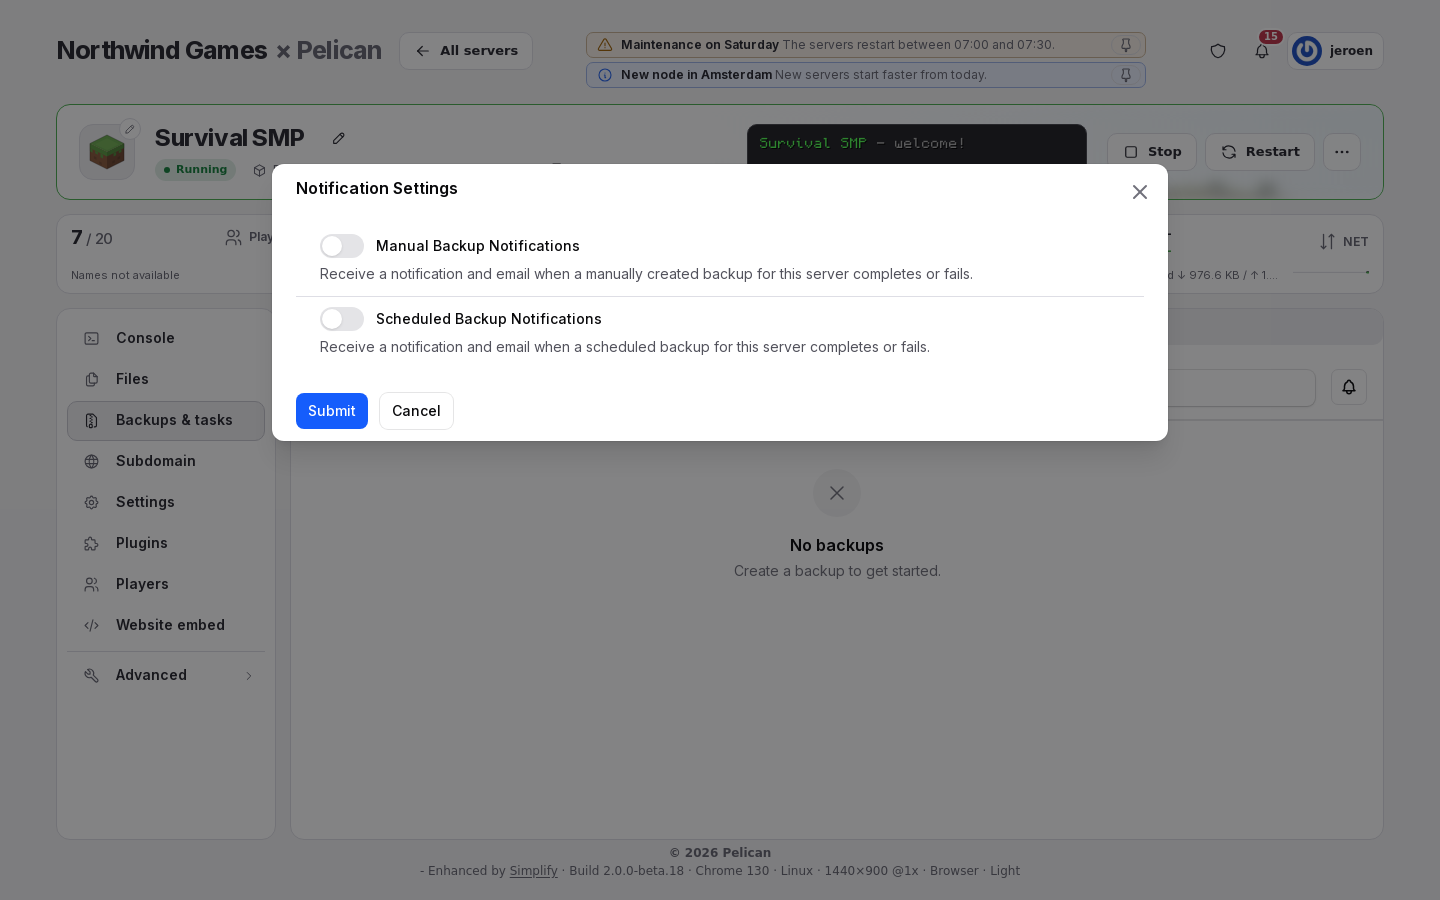 Northwind Games × Pelican
All servers
Maintenance on Saturday The servers restart between 07:00 and 07:30.
New node in Amsterdam New servers start faster from today.
15
jeroen
Survival SMP
Running
Survival SMP – welcome!
Stop
Restart
7 / 20
Names not available
NET
↓ 976.6 KB / ↑ 1....
Notification Settings
Manual Backup Notifications
Receive a notification and email when a manually created backup for this server completes or fails.
Scheduled Backup Notifications
Receive a notification and email when a scheduled backup for this server completes or fails.
Submit
Cancel
Console
Files
Backups & tasks
Subdomain
Settings
Plugins
Players
Website embed
Advanced
No backups
Create a backup to get started.
© 2026 Pelican
- Enhanced by Simplify · Build 2.0.0-beta.18 · Chrome 130 · Linux · 1440×900 @1x · Browser · Light